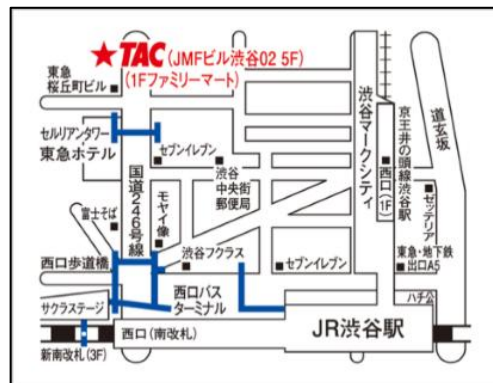 ★TAC(JMFビル渋谷02 5F)
(1Fファミリーマート)
東急
桜丘町ビル
セルリアンタワー
東急ホテル
セブンイレブン
国道246号線
渋谷
中央街
郵便局
モヤイ像
富士そば
渋谷マークシティ
西口(1F)
京王井の頭線渋谷駅
道玄坂
ゼッテリア
東急・地下鉄
出口A5
西口歩道橋
渋谷フクラス
セブンイレブン
ハチ公
サクラステージ
西口バス
ターミナル
西口(南改札)
JR渋谷駅
新南改札(3F)